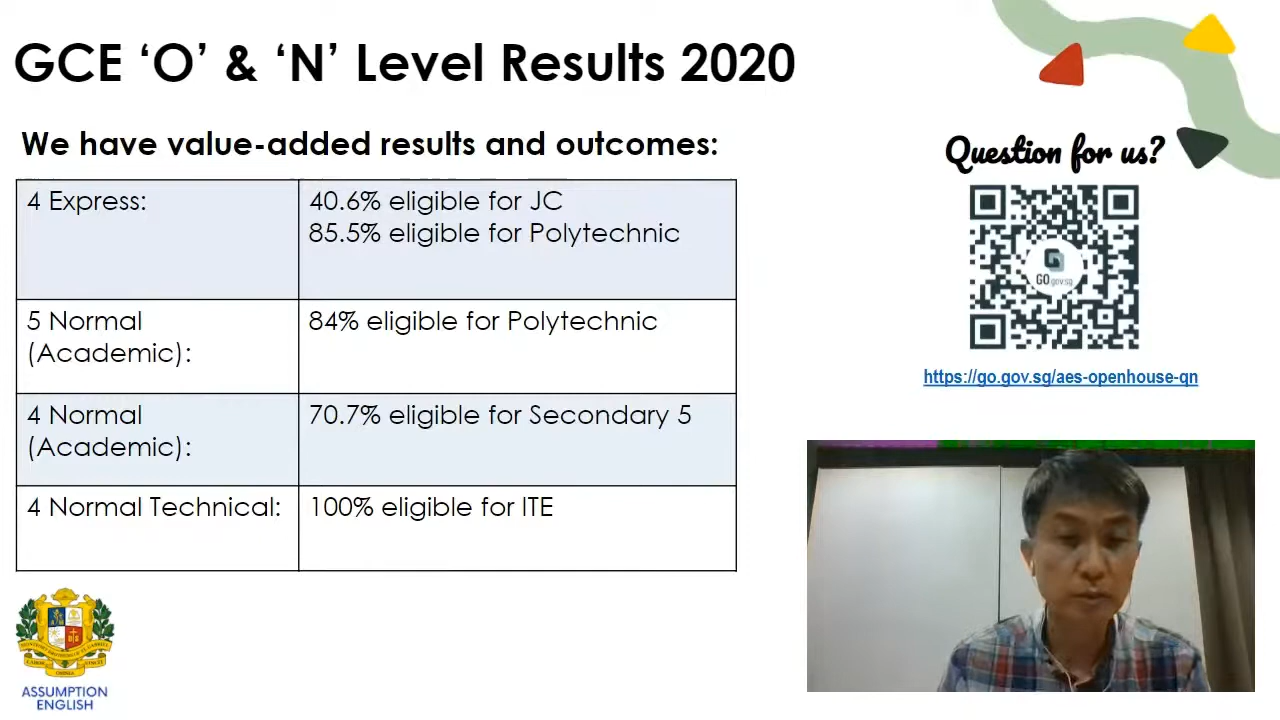 GCE ‘O’ & ‘N’ Level Results 2020
We have value-added results and outcomes:
4 Express:
40.6% eligible for JC
85.5% eligible for Polytechnic
5 Normal
(Academic):
84% eligible for Polytechnic
4 Normal
(Academic):
70.7% eligible for Secondary 5
4 Normal Technical:
100% eligible for ITE
Question for us?
GO.gov.sg
https://go.gov.sg/aes-openhouse-qn
ASSUMPTION
ENGLISH